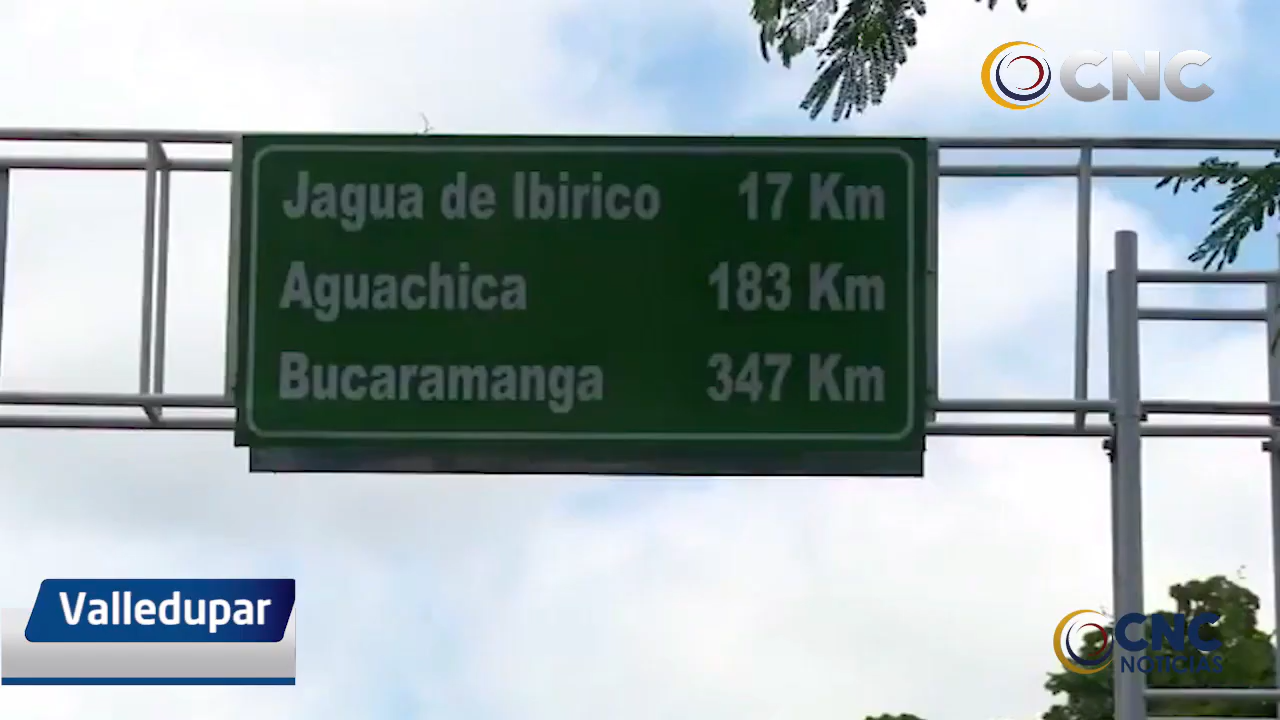 CNC
Jagua de Ibirico 17 Km
Aguachica 183 Km
Bucaramanga 347 Km
Valledupar
CNC
NOTICIAS